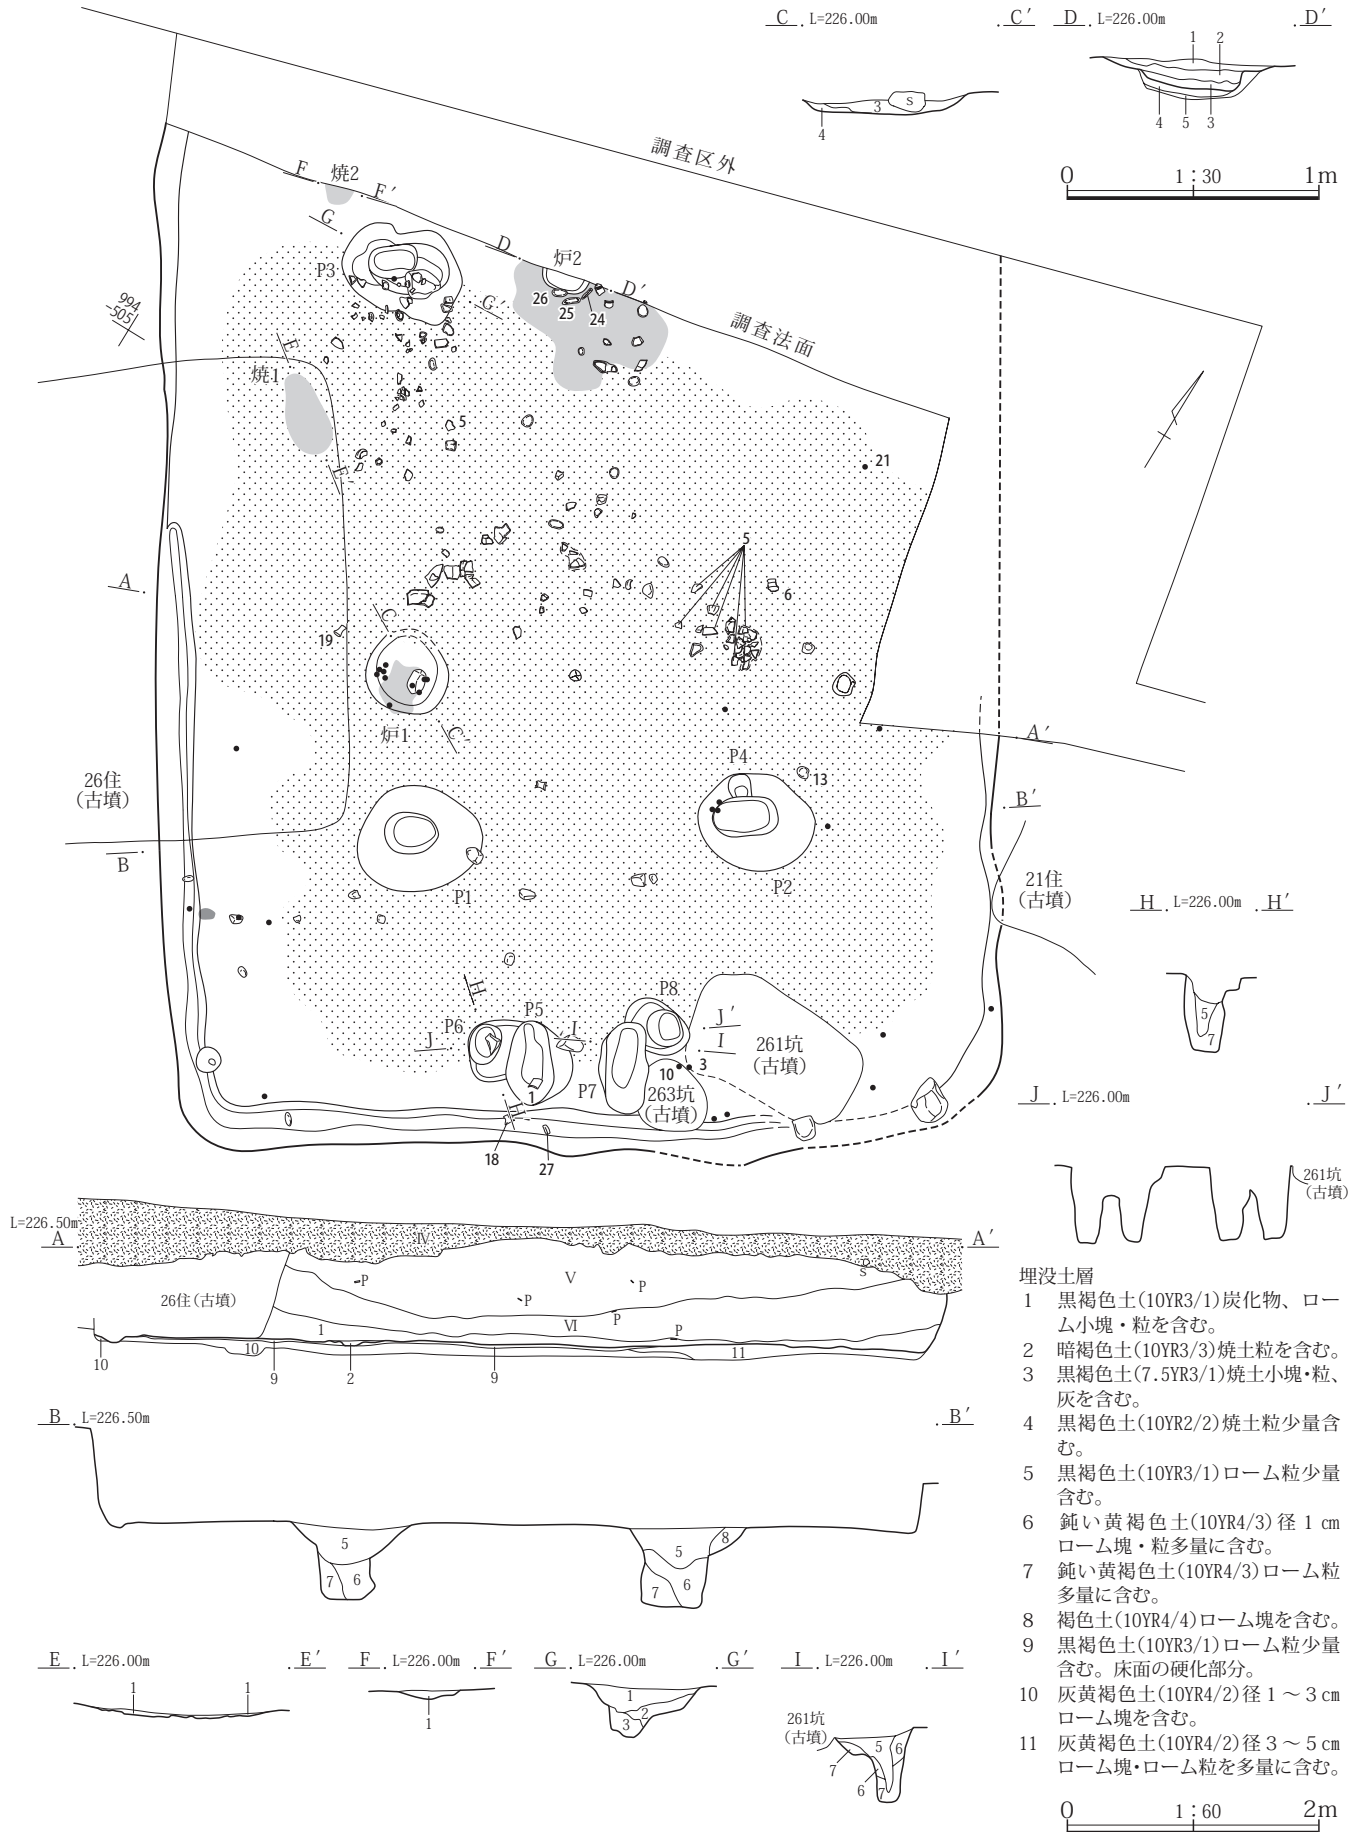 C . L=226.00m . C′
D . L=226.00m . D′
1 2
S
3
4
4 5 3
0 1：30 1m
調査区外
F 焼2 F′
G
P3
D 炉2 D′
26
25 24
G′
調査法面
994
-505
E
焼1
5
E′
21
A
5
6
C
19
炉1
C′
A′
P4
13
26住
(古墳)
B′
B
P1
P2
21住
(古墳)
H . L=226.00m . H′
5
7
H
P5
P8
P6
J
I
J′
I
261坑
(古墳)
10 3
P7
263坑
(古墳)
1
H′
18
27
J . L=226.00m . J′
261坑
(古墳)
L=226.50m
A . . A′
Ⅳ
Ⅴ
S
P P
P P P
26住(古墳)
1 Ⅵ
10 10 11
9 2 9
B . L=226.50m . B′
5 5 8
7 6 7 6
E . L=226.00m . E′
1 1
F . L=226.00m . F′
1
G . L=226.00m . G′
1
2
3
I . L=226.00m . I′
261坑
(古墳)
5 6
7 6 7
埋没土層
1 黒褐色土(10YR3/1)炭化物、ロー
ム小塊・粒を含む。
2 暗褐色土(10YR3/3)焼土粒を含む。
3 黒褐色土(7.5YR3/1)焼土小塊・粒、
灰を含む。
4 黒褐色土(10YR2/2)焼土粒少量含
む。
5 黒褐色土(10YR3/1)ローム粒少量
含む。
6 鈍い黄褐色土(10YR4/3)径１㎝
ローム塊・粒多量に含む。
7 鈍い黄褐色土(10YR4/3)ローム粒
多量に含む。
8 褐色土(10YR4/4)ローム塊を含む。
9 黒褐色土(10YR3/1)ローム粒少量
含む。床面の硬化部分。
10 灰黄褐色土(10YR4/2)径１～３㎝
ローム塊を含む。
11 灰黄褐色土(10YR4/2)径３～５㎝
ローム塊・ローム粒を多量に含む。
0 1：60 2m